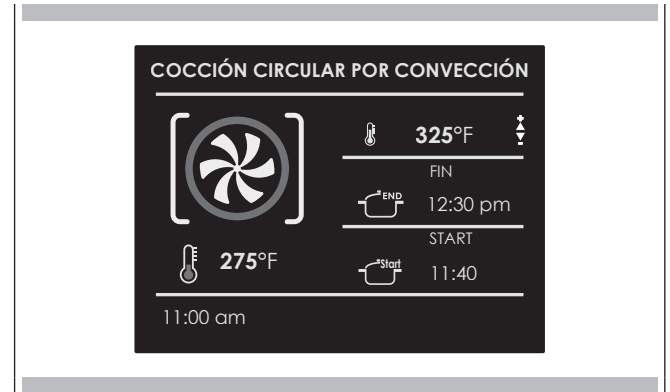 COCCIÓN CIRCULAR POR CONVECCIÓN
325°F
FIN
END
12:30 pm
START
275°F
Start
11:40
11:00 am